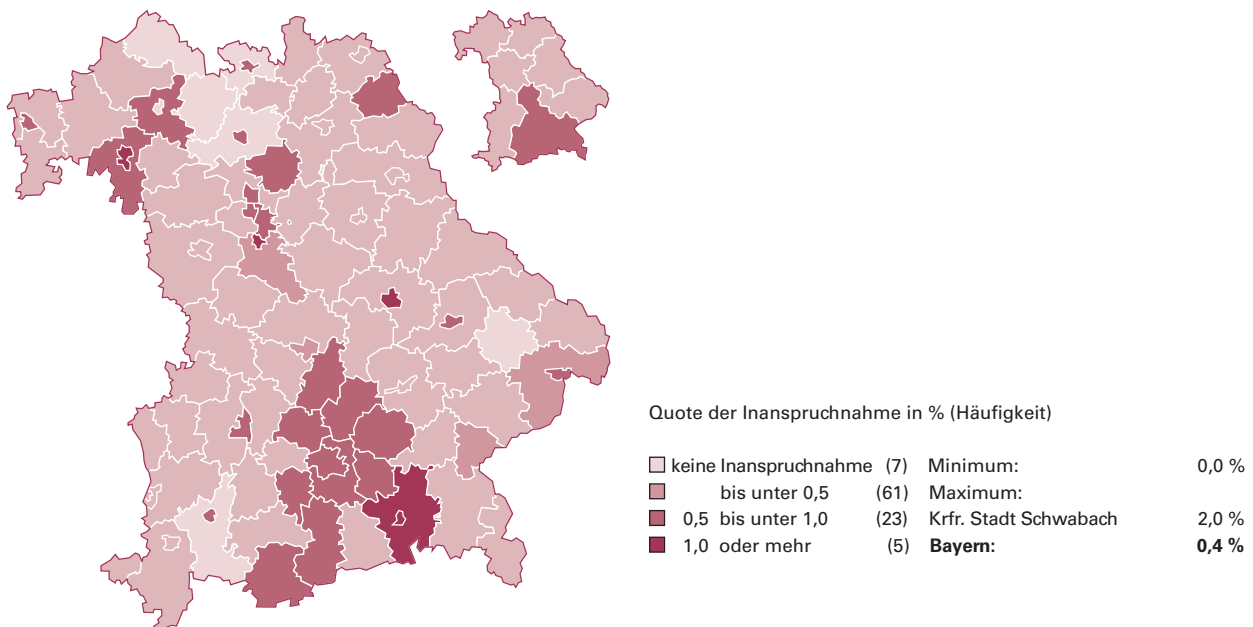 Quote der Inanspruchnahme in % (Häufigkeit)
keine Inanspruchnahme (7) Minimum: 0,0 %
bis unter 0,5 (61) Maximum:
0,5 bis unter 1,0 (23) Krfr. Stadt Schwabach 2,0 %
1,0 oder mehr (5) Bayern: 0,4 %